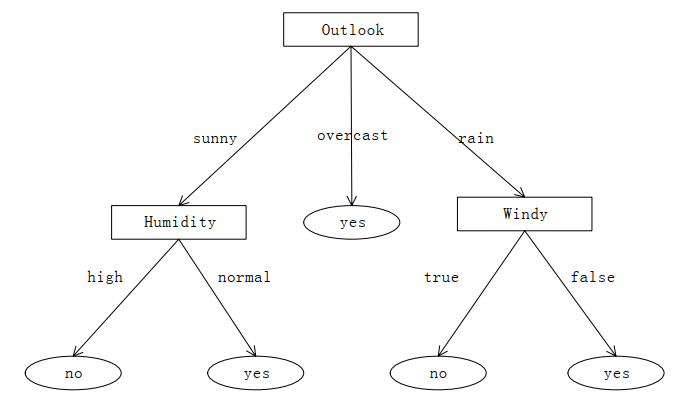 Outlook
sunny
overcast
rain
Humidity
yes
Windy
high
normal
true
false
no
yes
no
yes